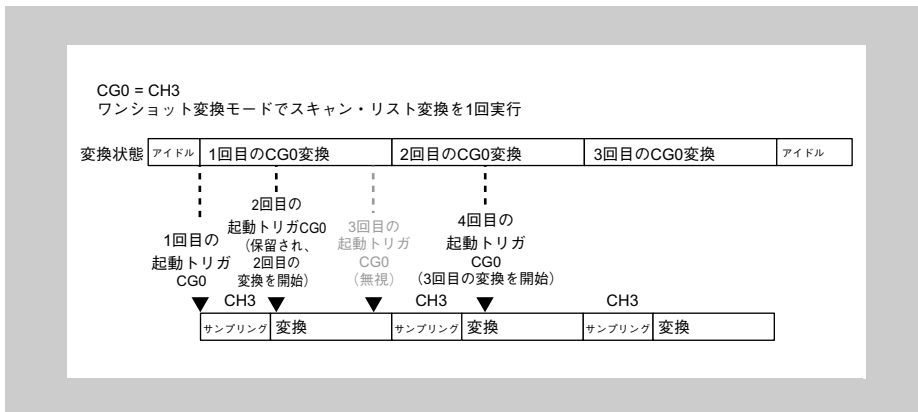 CG0 = CH3
ワンショット変換モードでスキャン・リスト変換を1回実行
変換状態 アイドル 1回目のCG0変換 2回目のCG0変換 3回目のCG0変換 アイドル
1回目の
起動トリガ
CG0
2回目の
起動トリガCG0
(保留され、
2回目の
変換を開始)
3回目の
起動トリガ
CG0
(無視)
4回目の
起動トリガ
CG0
(3回目の変換を開始)
CH3 CH3 CH3
サンプリング 変換 サンプリング 変換 サンプリング 変換